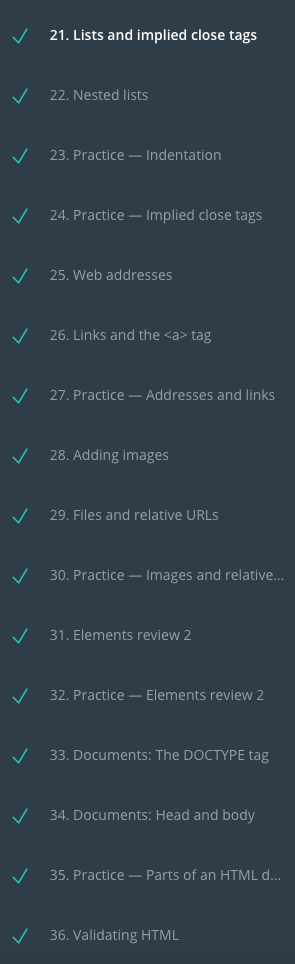 21. Lists and implied close tags
22. Nested lists
23. Practice — Indentation
24. Practice — Implied close tags
25. Web addresses
26. Links and the <a> tag
27. Practice — Addresses and links
28. Adding images
29. Files and relative URLs
30. Practice — Images and relative...
31. Elements review 2
32. Practice — Elements review 2
33. Documents: The DOCTYPE tag
34. Documents: Head and body
35. Practice — Parts of an HTML d...
36. Validating HTML